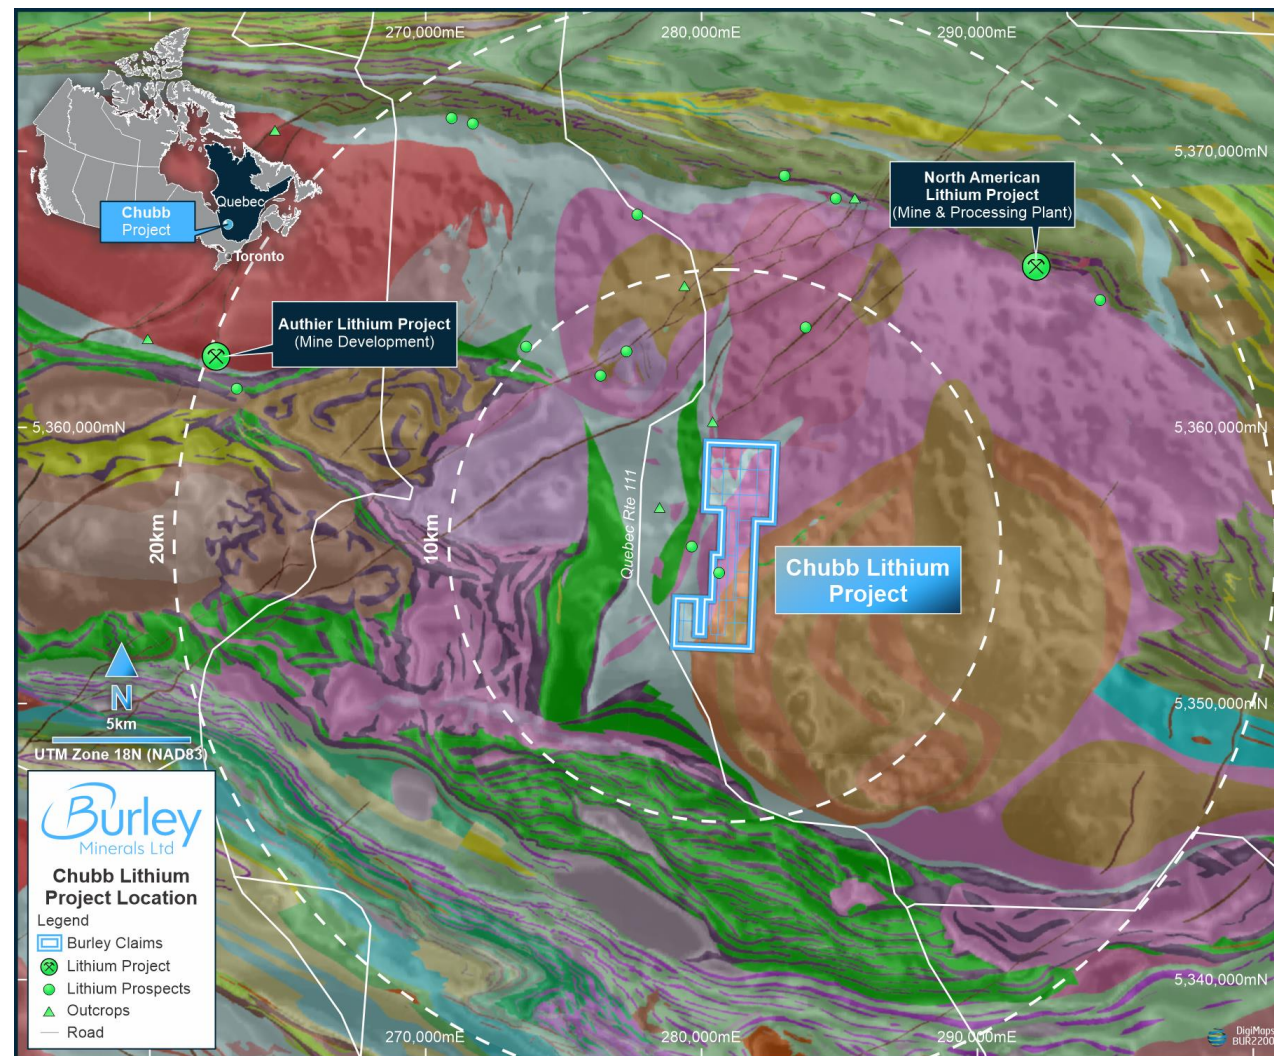 270,000mE
280,000mE
290,000mE
5,370,000mN
Quebec
Chubb
Project
Toronto
North American
Lithium Project
(Mine & Processing Plant)
Authier Lithium Project
(Mine Development)
5,360,000mN
5,360,000mN
20km
10km
Quebec Rte 111
Chubb Lithium
Project
N
5km
UTM Zone 18N (NAD83)
5,350,000mN
Burley
Minerals Ltd
Chubb Lithium
Project Location
Legend
Burley Claims
Lithium Project
Lithium Prospects
Outcrops
Road
5,340,000mN
270,000mE
280,000mE
290,000mE
DigiMaps
BUR2200